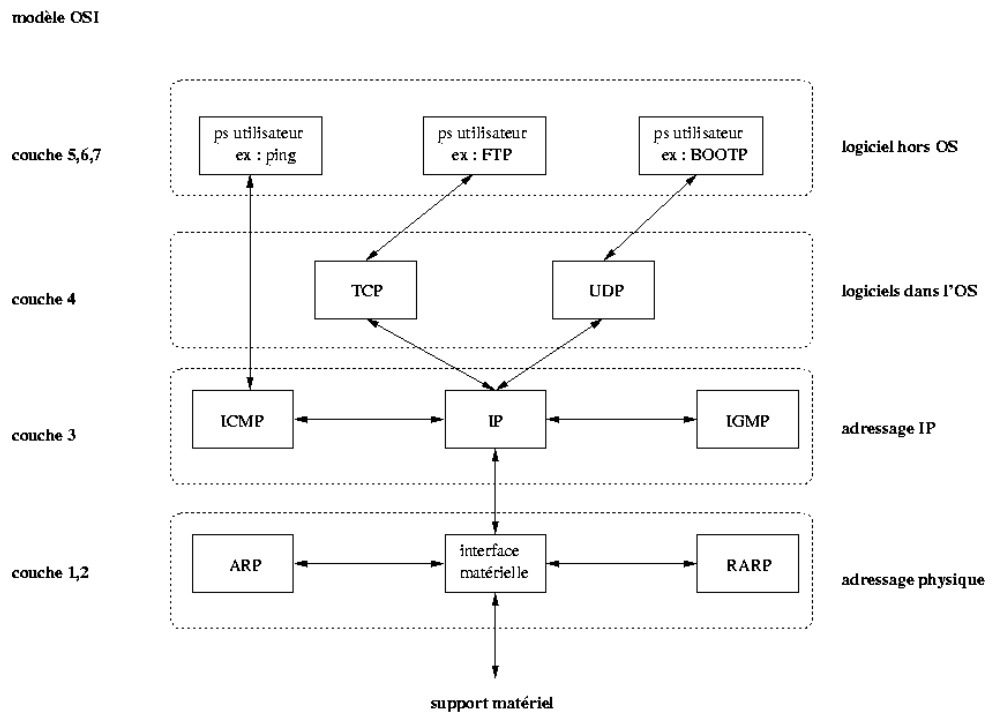 modèle OSI
ps utilisateur
ex : ping
ps utilisateur
ex : FTP
ps utilisateur
ex : BOOTP
couche 5,6,7
logiciel hors OS
TCP
UDP
couche 4
logiciels dans l'OS
ICMP
IP
IGMP
couche 3
adressage IP
ARP
interface
matérielle
RARP
couche 1,2
adressage physique
support matériel